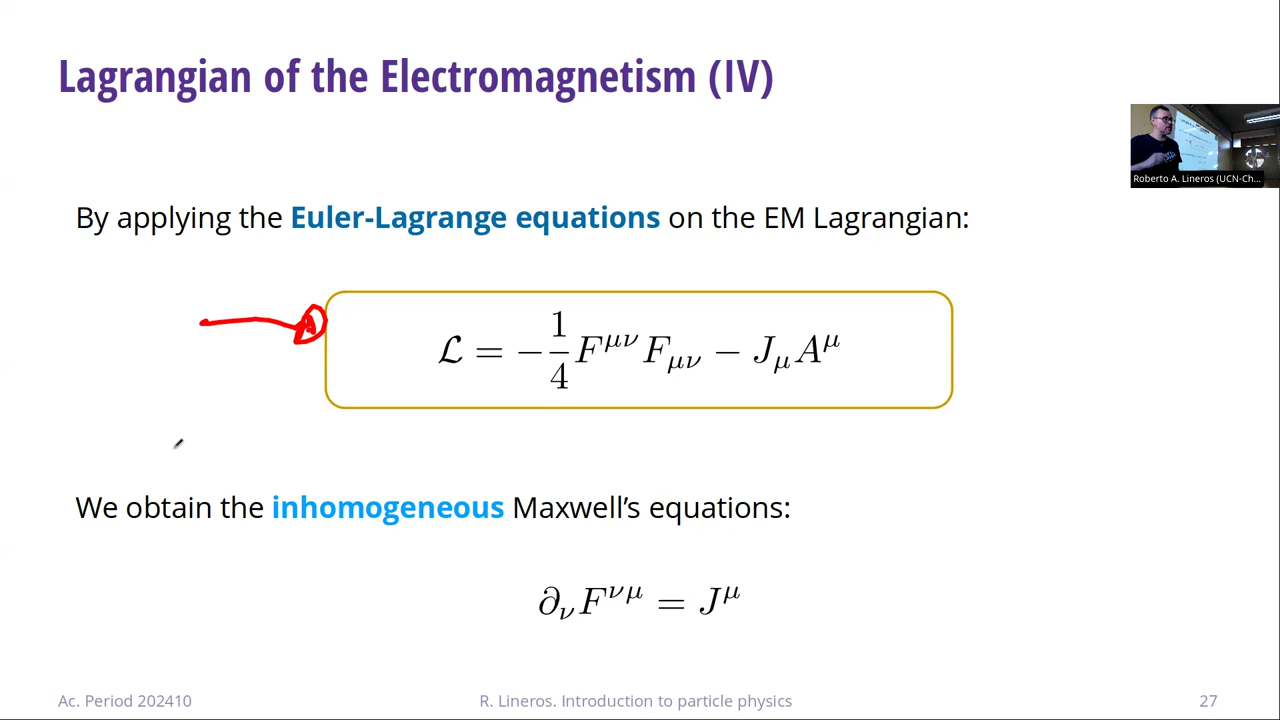 Lagrangian of the Electromagnetism (IV)
Roberto A. Lineros (UCN-Ch...
By applying the Euler-Lagrange equations on the EM Lagrangian:
ℒ = −1/4 F^{μν} F_{μν} − J_μ A^μ
We obtain the inhomogeneous Maxwell’s equations:
∂_ν F^{νμ} = J^μ
Ac. Period 202410
R. Lineros. Introduction to particle physics
27